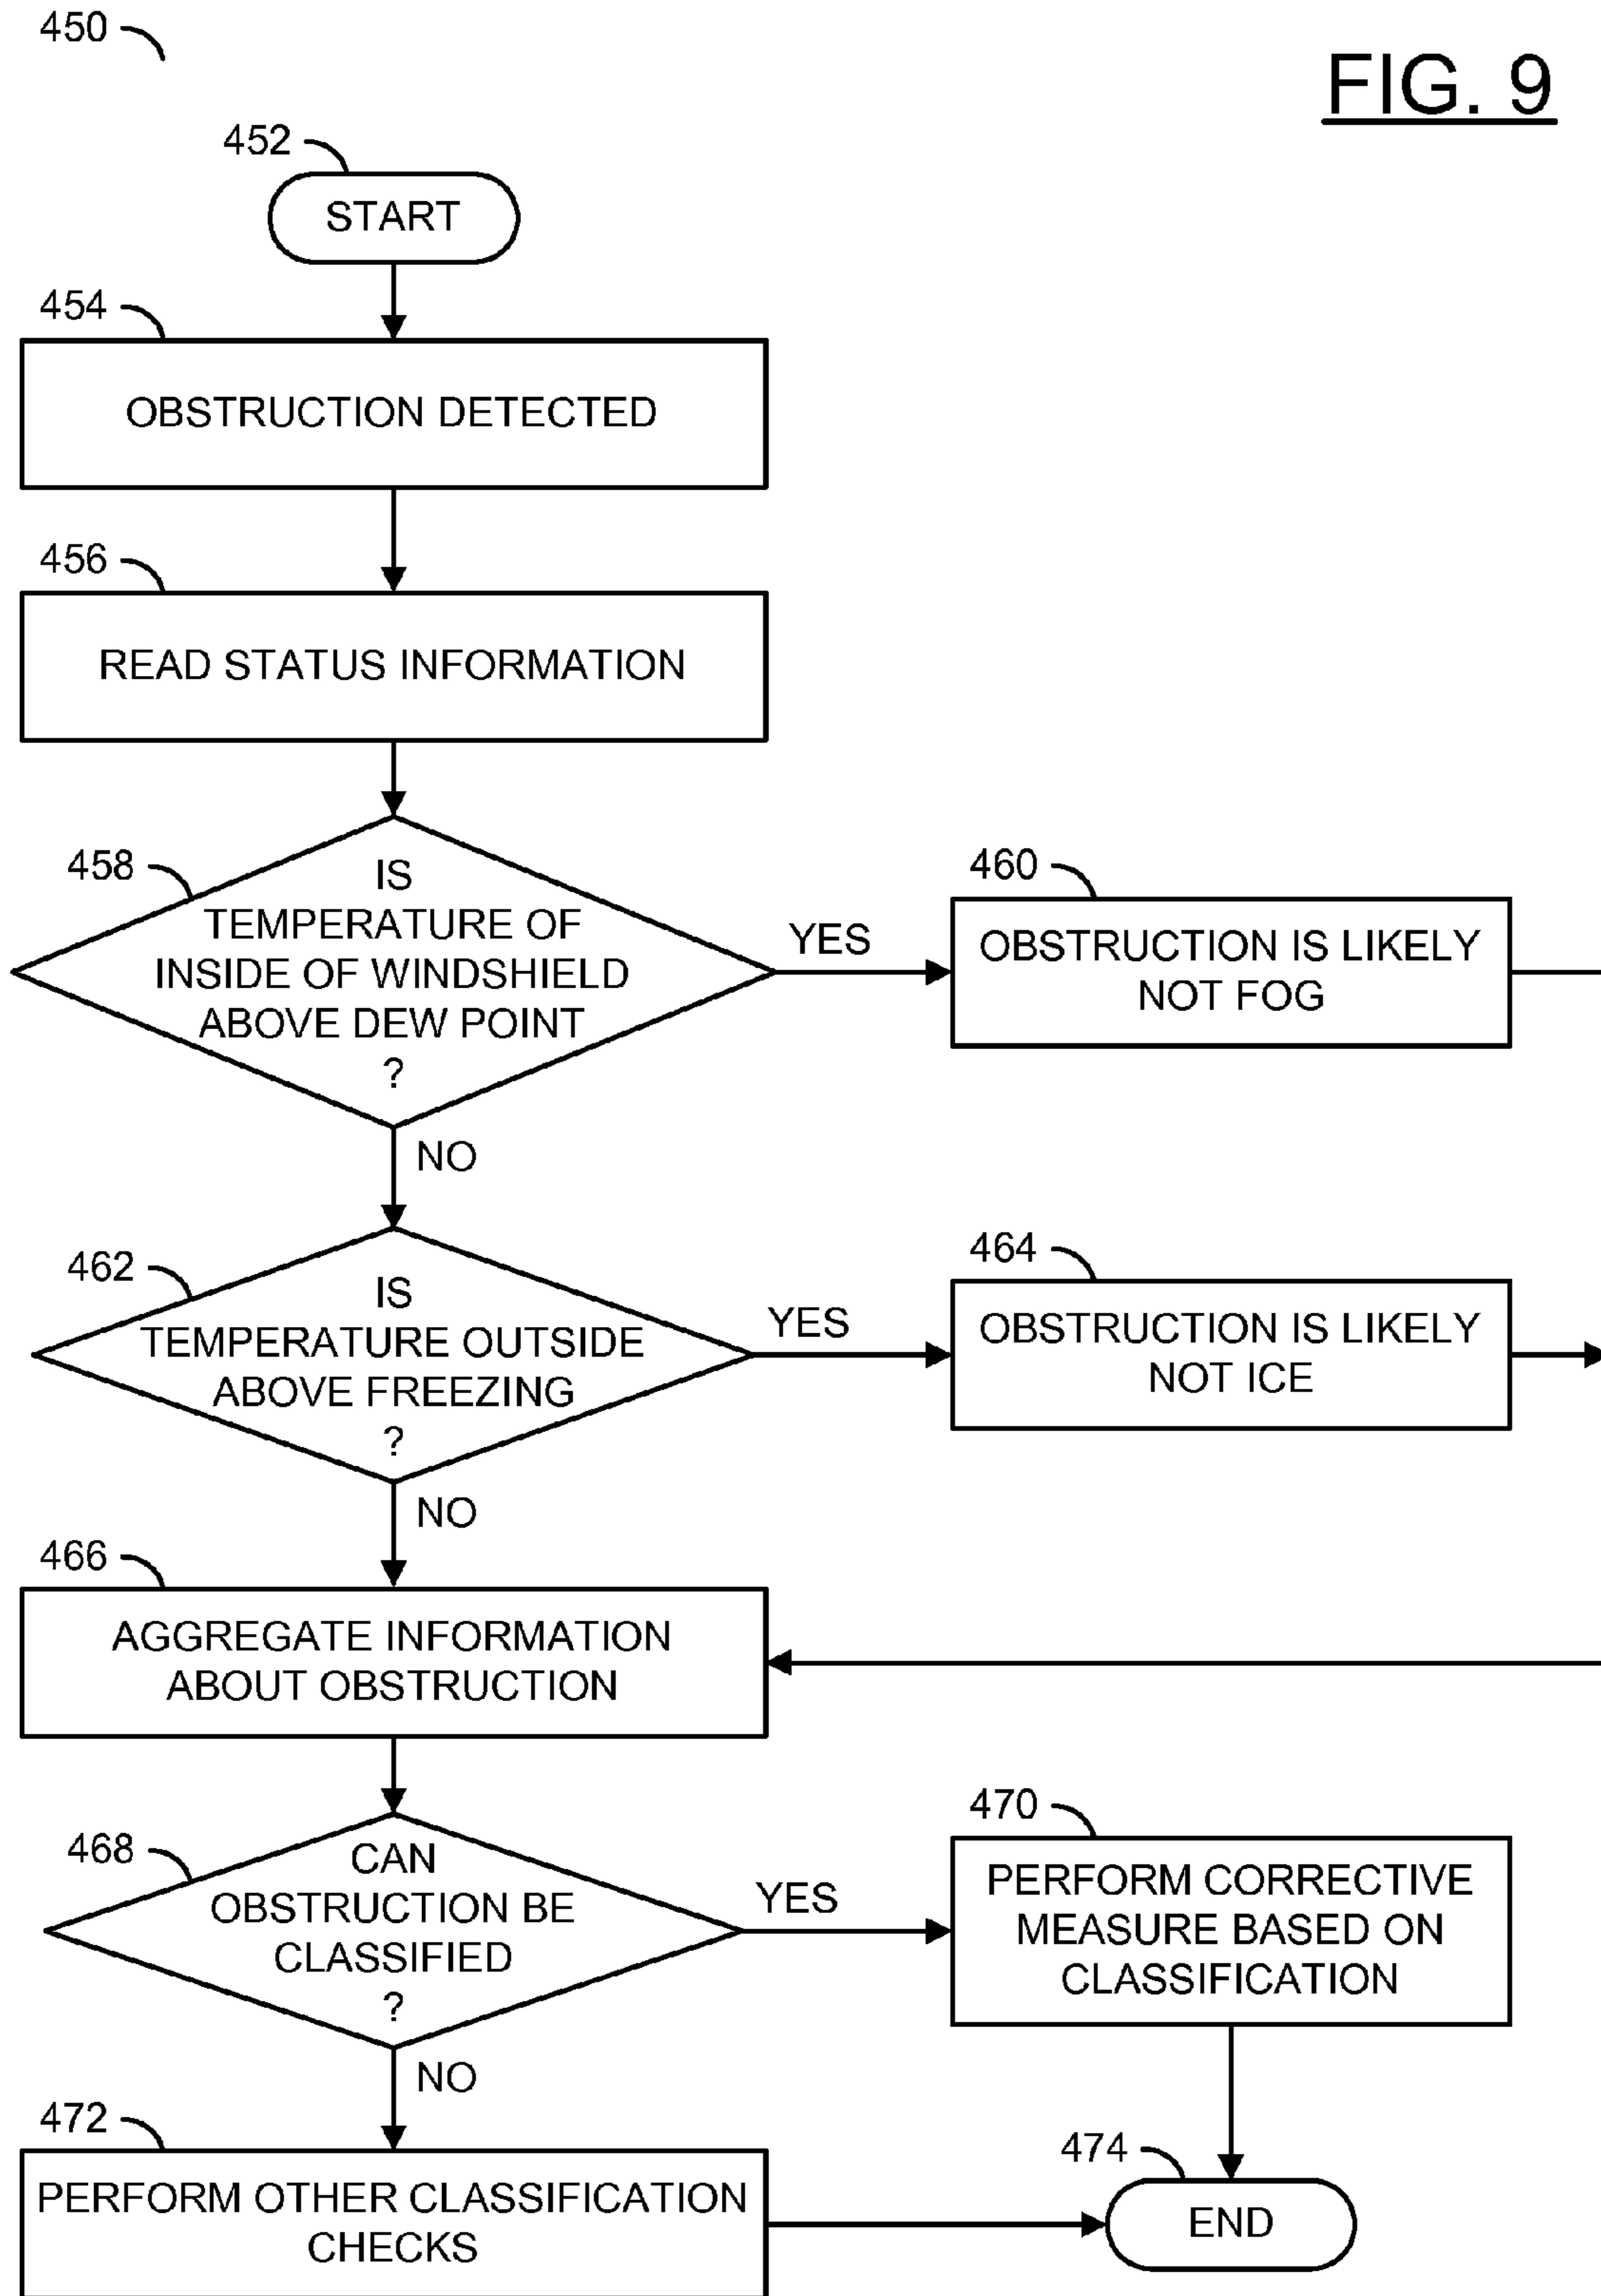 450
FIG. 9
452
START
454
OBSTRUCTION DETECTED
456
READ STATUS INFORMATION
458
IS
TEMPERATURE OF
INSIDE OF WINDSHIELD
ABOVE DEW POINT
?
YES
460
OBSTRUCTION IS LIKELY
NOT FOG
NO
462
IS
TEMPERATURE OUTSIDE
ABOVE FREEZING
?
YES
464
OBSTRUCTION IS LIKELY
NOT ICE
NO
466
AGGREGATE INFORMATION
ABOUT OBSTRUCTION
468
CAN
OBSTRUCTION BE
CLASSIFIED
?
YES
470
PERFORM CORRECTIVE
MEASURE BASED ON
CLASSIFICATION
NO
472
PERFORM OTHER CLASSIFICATION
CHECKS
474
END